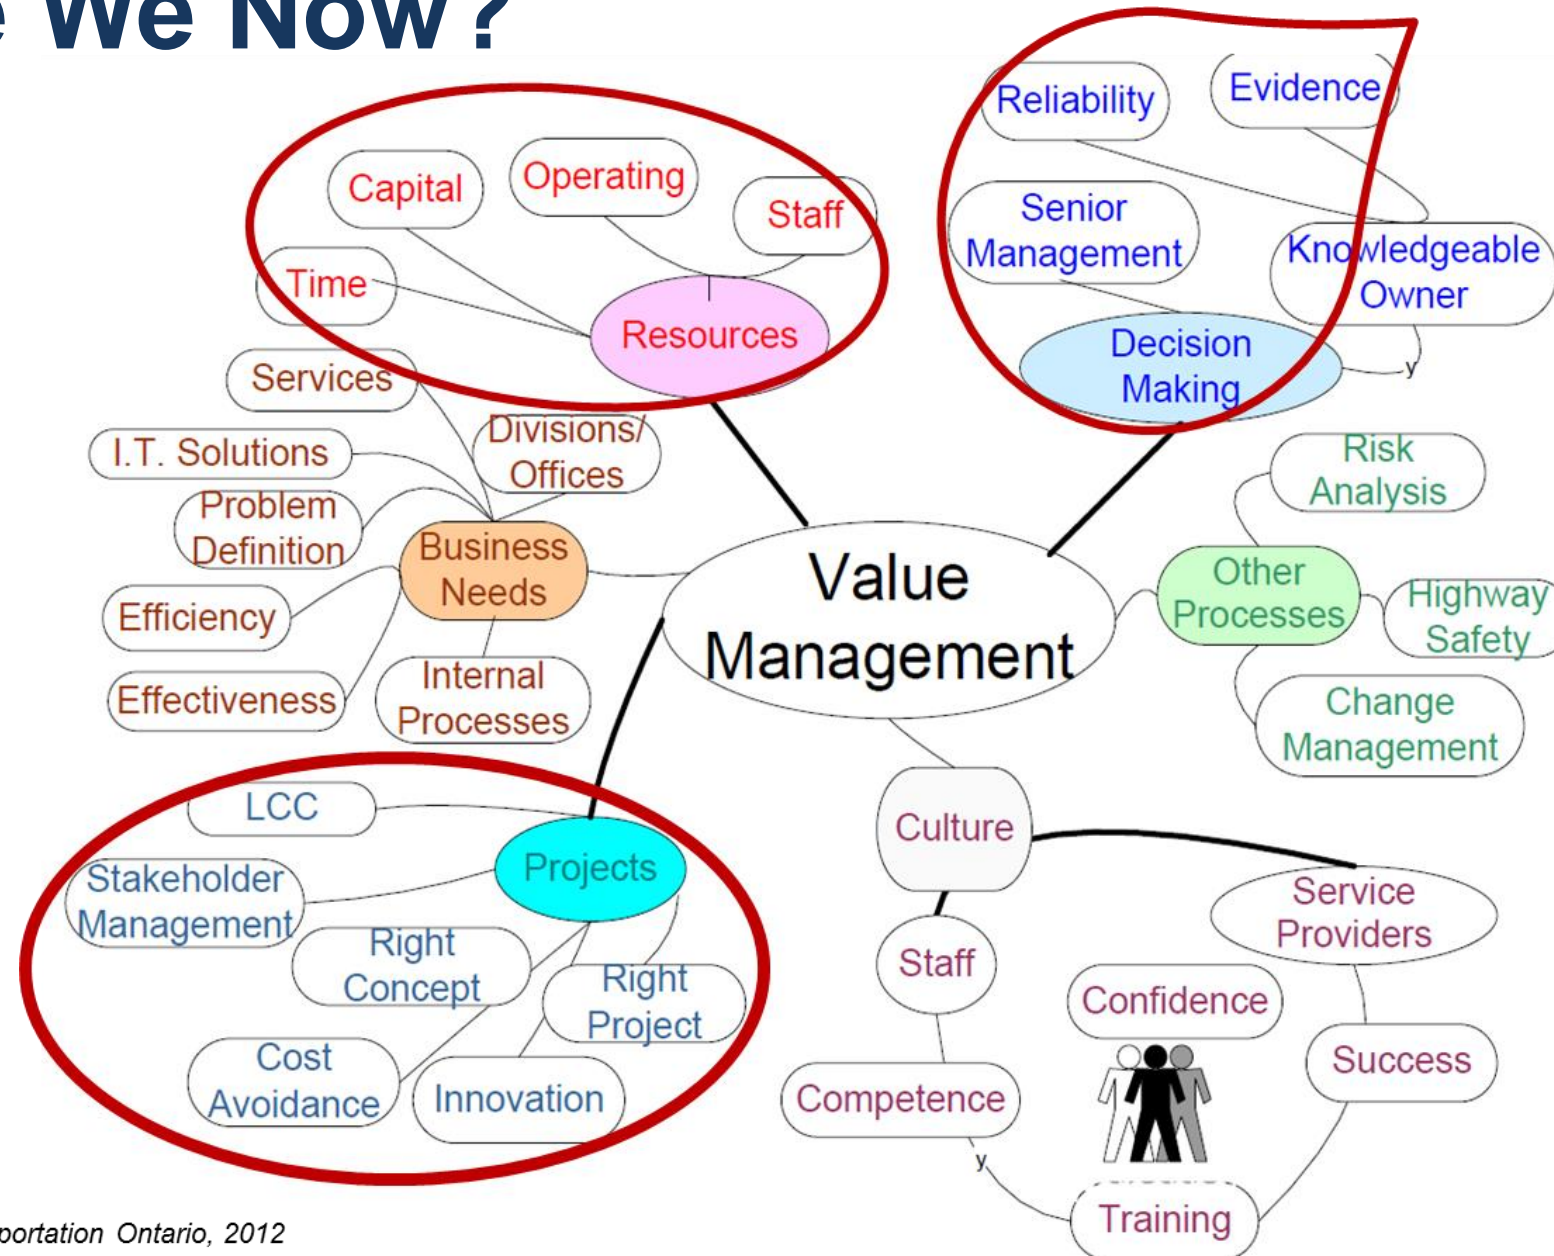 e We Now?
Reliability
Evidence
Capital
Operating
Staff
Senior
Management
Knowledgeable
Owner
Time
Resources
Decision
Making
Services
Divisions/
Offices
I.T. Solutions
Problem
Definition
Business
Needs
Efficiency
Effectiveness
Internal
Processes
Value
Management
y
Risk
Analysis
Other
Processes
Highway
Safety
Change
Management
LCC
Projects
Stakeholder
Management
Right
Concept
Right
Project
Cost
Avoidance
Innovation
Culture
Service
Providers
Staff
Confidence
Success
Competence
y
Training
portation Ontario, 2012